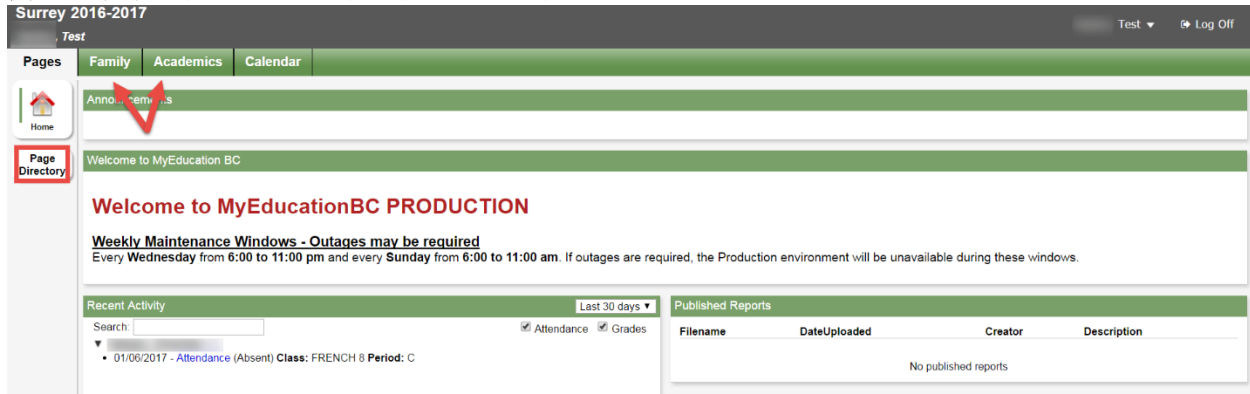 Surrey 2016-2017
Test ▼ Log Off
, Test
Pages Family Academics Calendar
Home
Page
Directory
Announcements
Welcome to MyEducation BC
Welcome to MyEducationBC PRODUCTION
Weekly Maintenance Windows - Outages may be required
Every Wednesday from 6:00 to 11:00 pm and every Sunday from 6:00 to 11:00 am. If outages are required, the Production environment will be unavailable during these windows.
Recent Activity Last 30 days ▼
Search: Attendance Grades
▼
• 01/06/2017 - Attendance (Absent) Class: FRENCH 8 Period: C
Published Reports
Filename DateUploaded Creator Description
No published reports